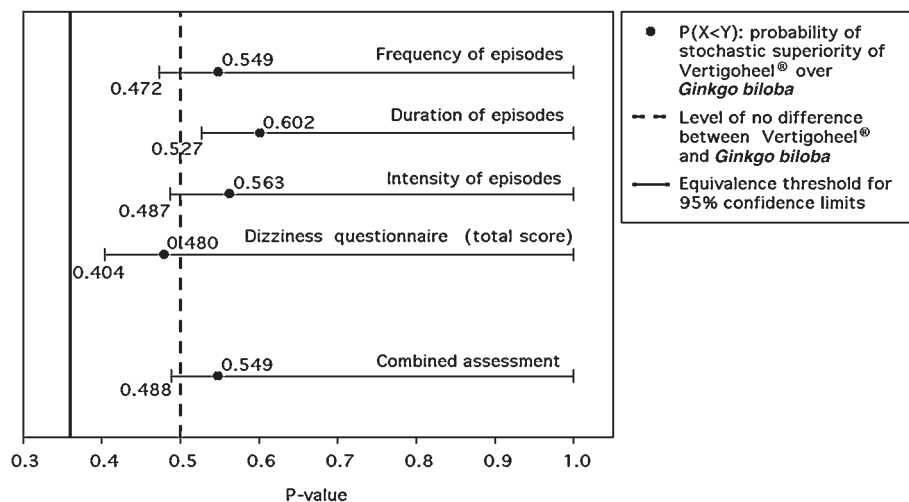 Frequency of episodes
0.549
0.472
Duration of episodes
0.602
0.527
Intensity of episodes
0.563
0.487
Dizziness questionnaire (total score)
0.480
0.404
Combined assessment
0.549
0.488
0.3 0.4 0.5 0.6 0.7 0.8 0.9 1.0
P-value
P(X<Y): probability of
stochastic superiority of
Vertigoheel® over
Ginkgo biloba
Level of no difference
between Vertigoheel®
and Ginkgo biloba
Equivalence threshold for
95% confidence limits